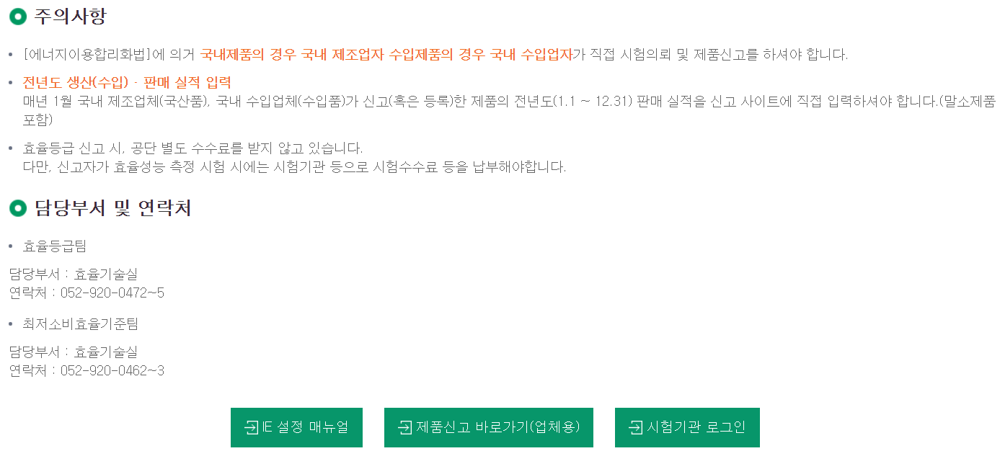 주의사항
• [에너지이용합리화법]에 의거 국내제품의 경우 국내 제조업자 수입제품의 경우 국내 수입업자가 직접 시험의뢰 및 제품신고를 하셔야 합니다.
• 전년도 생산(수입) · 판매 실적 입력
매년 1월 국내 제조업체(국산품), 국내 수입업체(수입품)가 신고(혹은 등록)한 제품의 전년도(1.1 ~ 12.31) 판매 실적을 신고 사이트에 직접 입력하셔야 합니다.(말소제품
포함)
• 효율등급 신고 시, 공단 별도 수수료를 받지 않고 있습니다.
다만, 신고자가 효율성능 측정 시험 시에는 시험기관 등으로 시험수수료 등을 납부해야합니다.
담당부서 및 연락처
• 효율등급팀
담당부서 : 효율기술실
연락처 : 052-920-0472~5
• 최저소비효율기준팀
담당부서 : 효율기술실
연락처 : 052-920-0462~3
IE 설정 매뉴얼 제품신고 바로가기(업체용) 시험기관 로그인